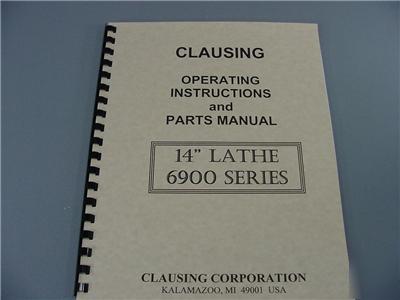 CLAUSING
OPERATING
INSTRUCTIONS
and
PARTS MANUAL
14" LATHE
6900 SERIES
CLAUSING CORPORATION
KALAMAZOO, MI 49001 USA